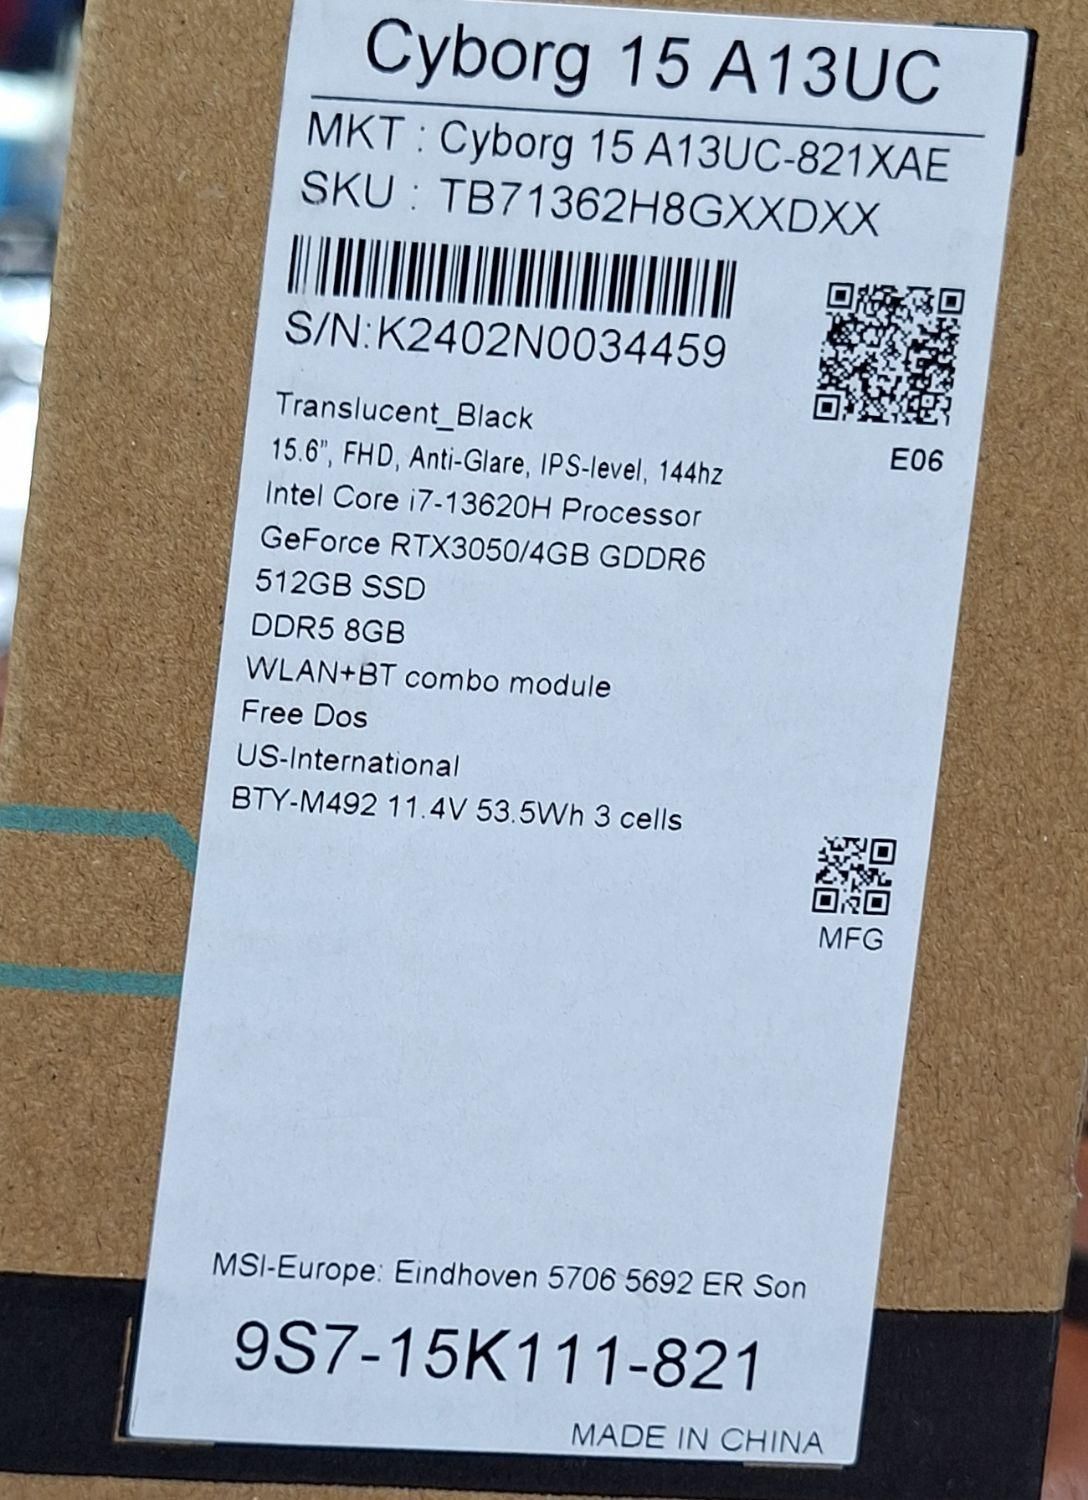 Cyborg 15 A13UC
MKT : Cyborg 15 A13UC-821XAE
SKU : TB71362H8GXXDXX
S/N:K2402N0034459
E06
Translucent_Black
15.6", FHD, Anti-Glare, IPS-level, 144hz
Intel Core i7-13620H Processor
GeForce RTX3050/4GB GDDR6
512GB SSD
DDR5 8GB
WLAN+BT combo module
Free Dos
US-International
BTY-M492 11.4V 53.5Wh 3 cells
MFG
MSI-Europe: Eindhoven 5706 5692 ER Son
9S7-15K111-821
MADE IN CHINA